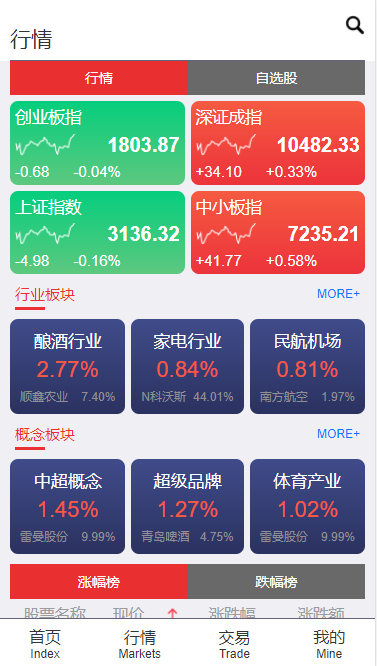 行情
行情 自选股
创业板指 深证成指
1803.87 10482.33
-0.68 -0.04% +34.10 +0.33%
上证指数 中小板指
3136.32 7235.21
-4.98 -0.16% +41.77 +0.58%
行业板块 MORE+
酿酒行业 家电行业 民航机场
2.77% 0.84% 0.81%
顺鑫农业 7.40% N科沃斯 44.01% 南方航空 1.97%
概念板块 MORE+
中超概念 超级品牌 体育产业
1.45% 1.27% 1.02%
雷曼股份 9.99% 青岛啤酒 4.75% 雷曼股份 9.99%
涨幅榜 跌幅榜
股票名称 现价 涨跌幅 涨跌额
首页 行情 交易 我的
Index Markets Trade Mine